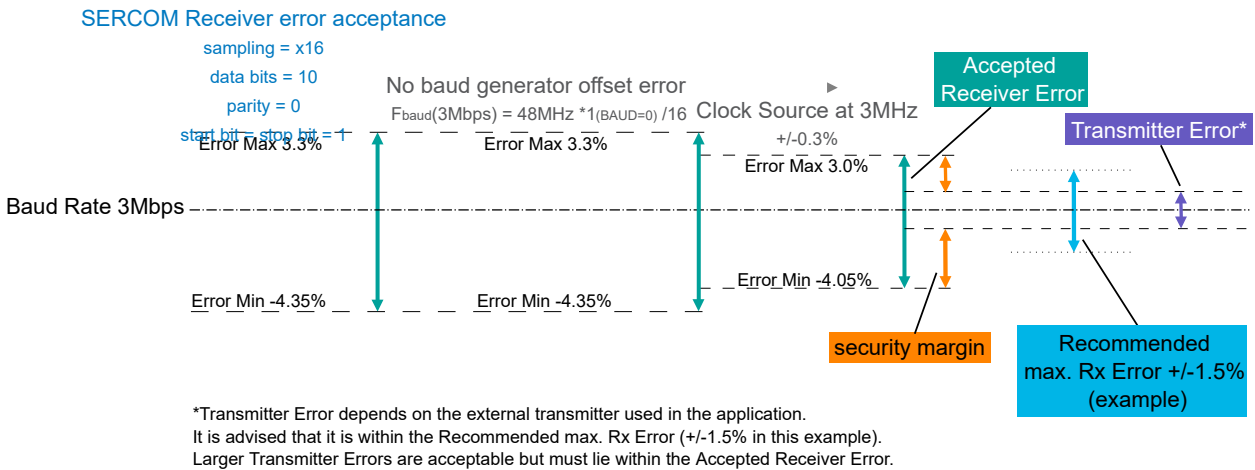 SERCOM Receiver error acceptance
sampling = x16
data bits = 10
parity = 0
start bit = stop bit = 1
No baud generator offset error
Fbaud(3Mbps) = 48MHz *1(BAUD=0) /16
Clock Source at 3MHz
+/-0.3%
Accepted
Receiver Error
Transmitter Error*
Error Max 3.3%
Error Max 3.3%
Error Max 3.0%
Baud Rate 3Mbps
Error Min -4.35%
Error Min -4.35%
Error Min -4.05%
security margin
Recommended
max. Rx Error +/-1.5%
(example)
*Transmitter Error depends on the external transmitter used in the application.
It is advised that it is within the Recommended max. Rx Error (+/-1.5% in this example).
Larger Transmitter Errors are acceptable but must lie within the Accepted Receiver Error.